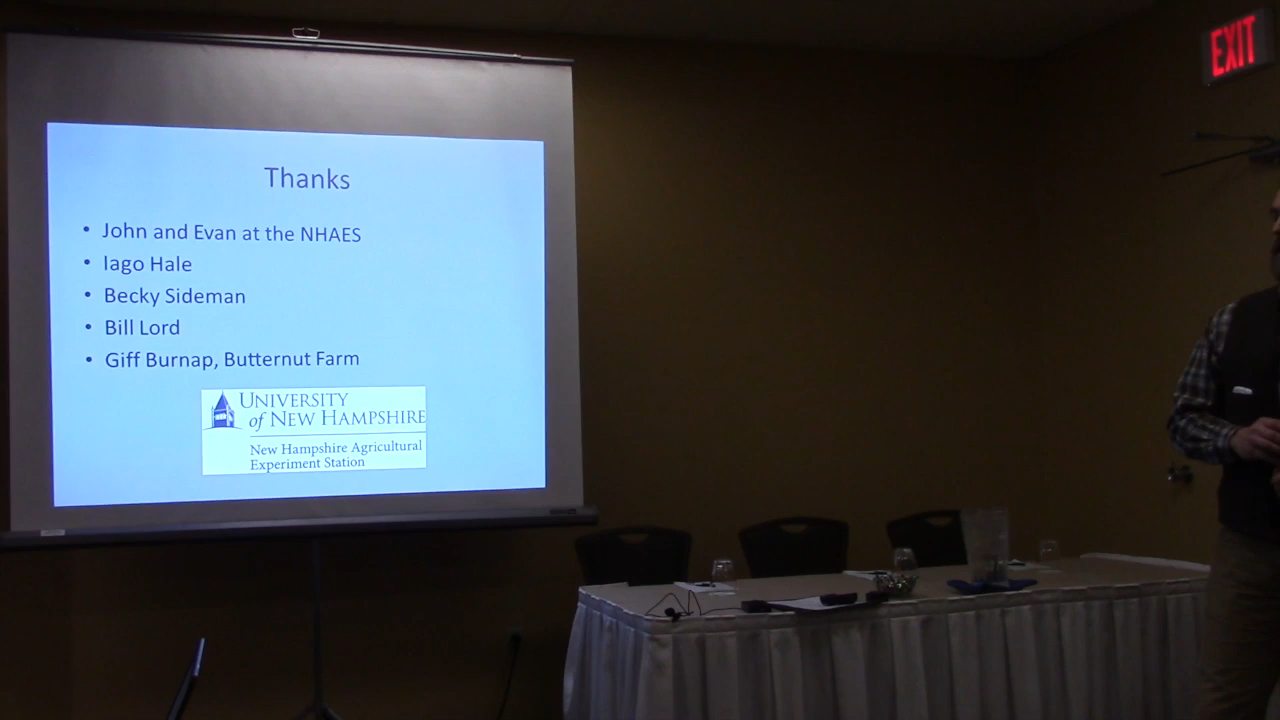 EXIT
Thanks
• John and Evan at the NHAES
• Iago Hale
• Becky Sideman
• Bill Lord
• Giff Burnap, Butternut Farm
UNIVERSITY
of NEW HAMPSHIRE
New Hampshire Agricultural
Experiment Station